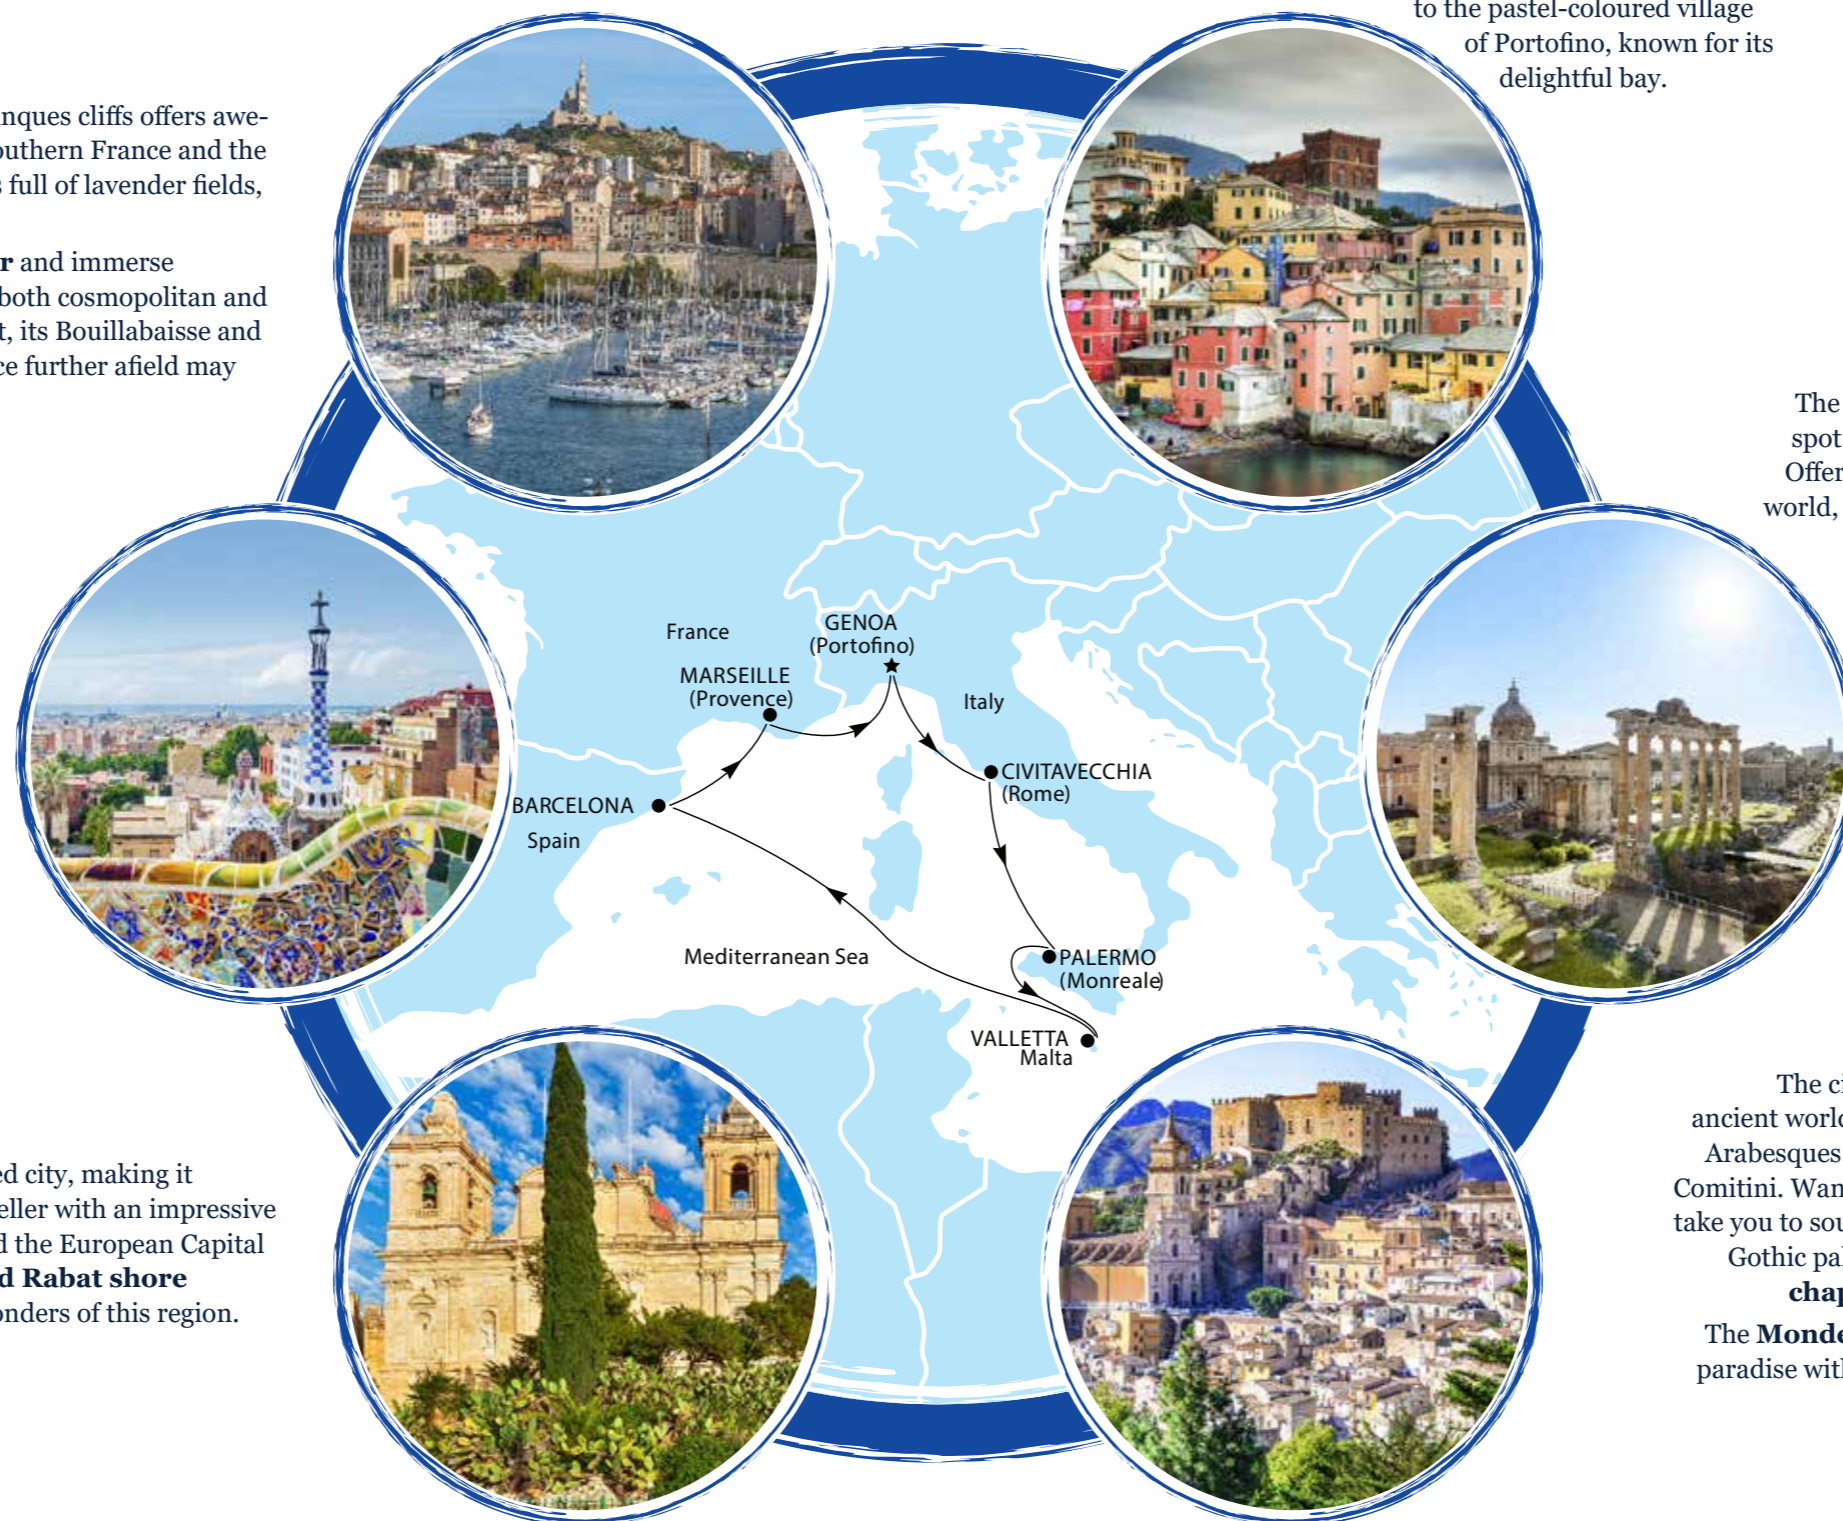 to the pastel-coloured village
of Portofino, known for its
delightful bay.
nques cliffs offers awe-
outhern France and the
s full of lavender fields,
r and immerse
both cosmopolitan and
t, its Bouillabaisse and
ce further afield may
The
spot
Offer
world,
France
GENOA
(Portofino)
MARSEILLE
(Provence)
Italy
CIVITAVECCHIA
(Rome)
BARCELONA
Spain
Mediterranean Sea
PALERMO
(Monreale)
VALLETTA
Malta
ed city, making it
eller with an impressive
d the European Capital
d Rabat shore
onders of this region.
The ci
ancient worl
Arabesques
Comitini. Wan
take you to sou
Gothic pal
chap
The Monde
paradise wit